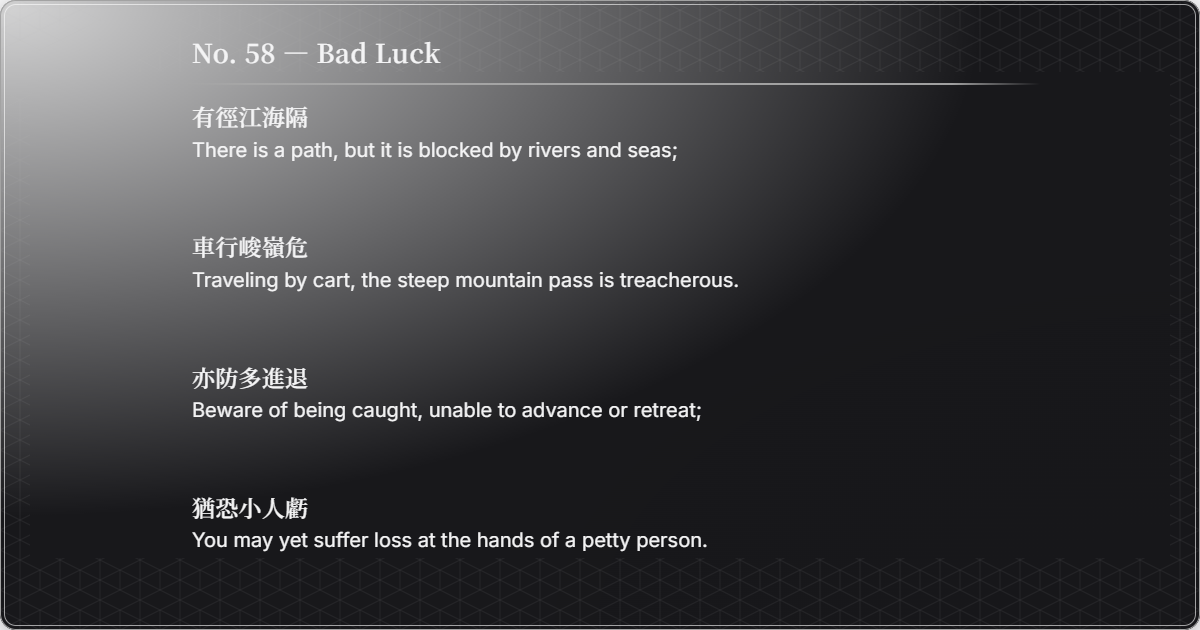 No. 58 — Bad Luck
有徑江海隔
There is a path, but it is blocked by rivers and seas;
車行峻嶺危
Traveling by cart, the steep mountain pass is treacherous.
亦防多進退
Beware of being caught, unable to advance or retreat;
猶恐小人虧
You may yet suffer loss at the hands of a petty person.